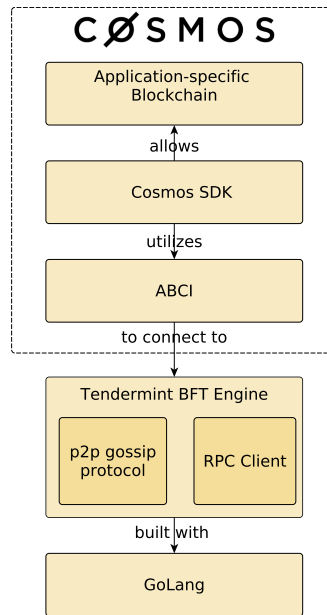 CØSMOS
Application-specific
Blockchain
allows
Cosmos SDK
utilizes
ABCI
to connect to
Tendermint BFT Engine
p2p gossip
protocol
RPC Client
built with
GoLang